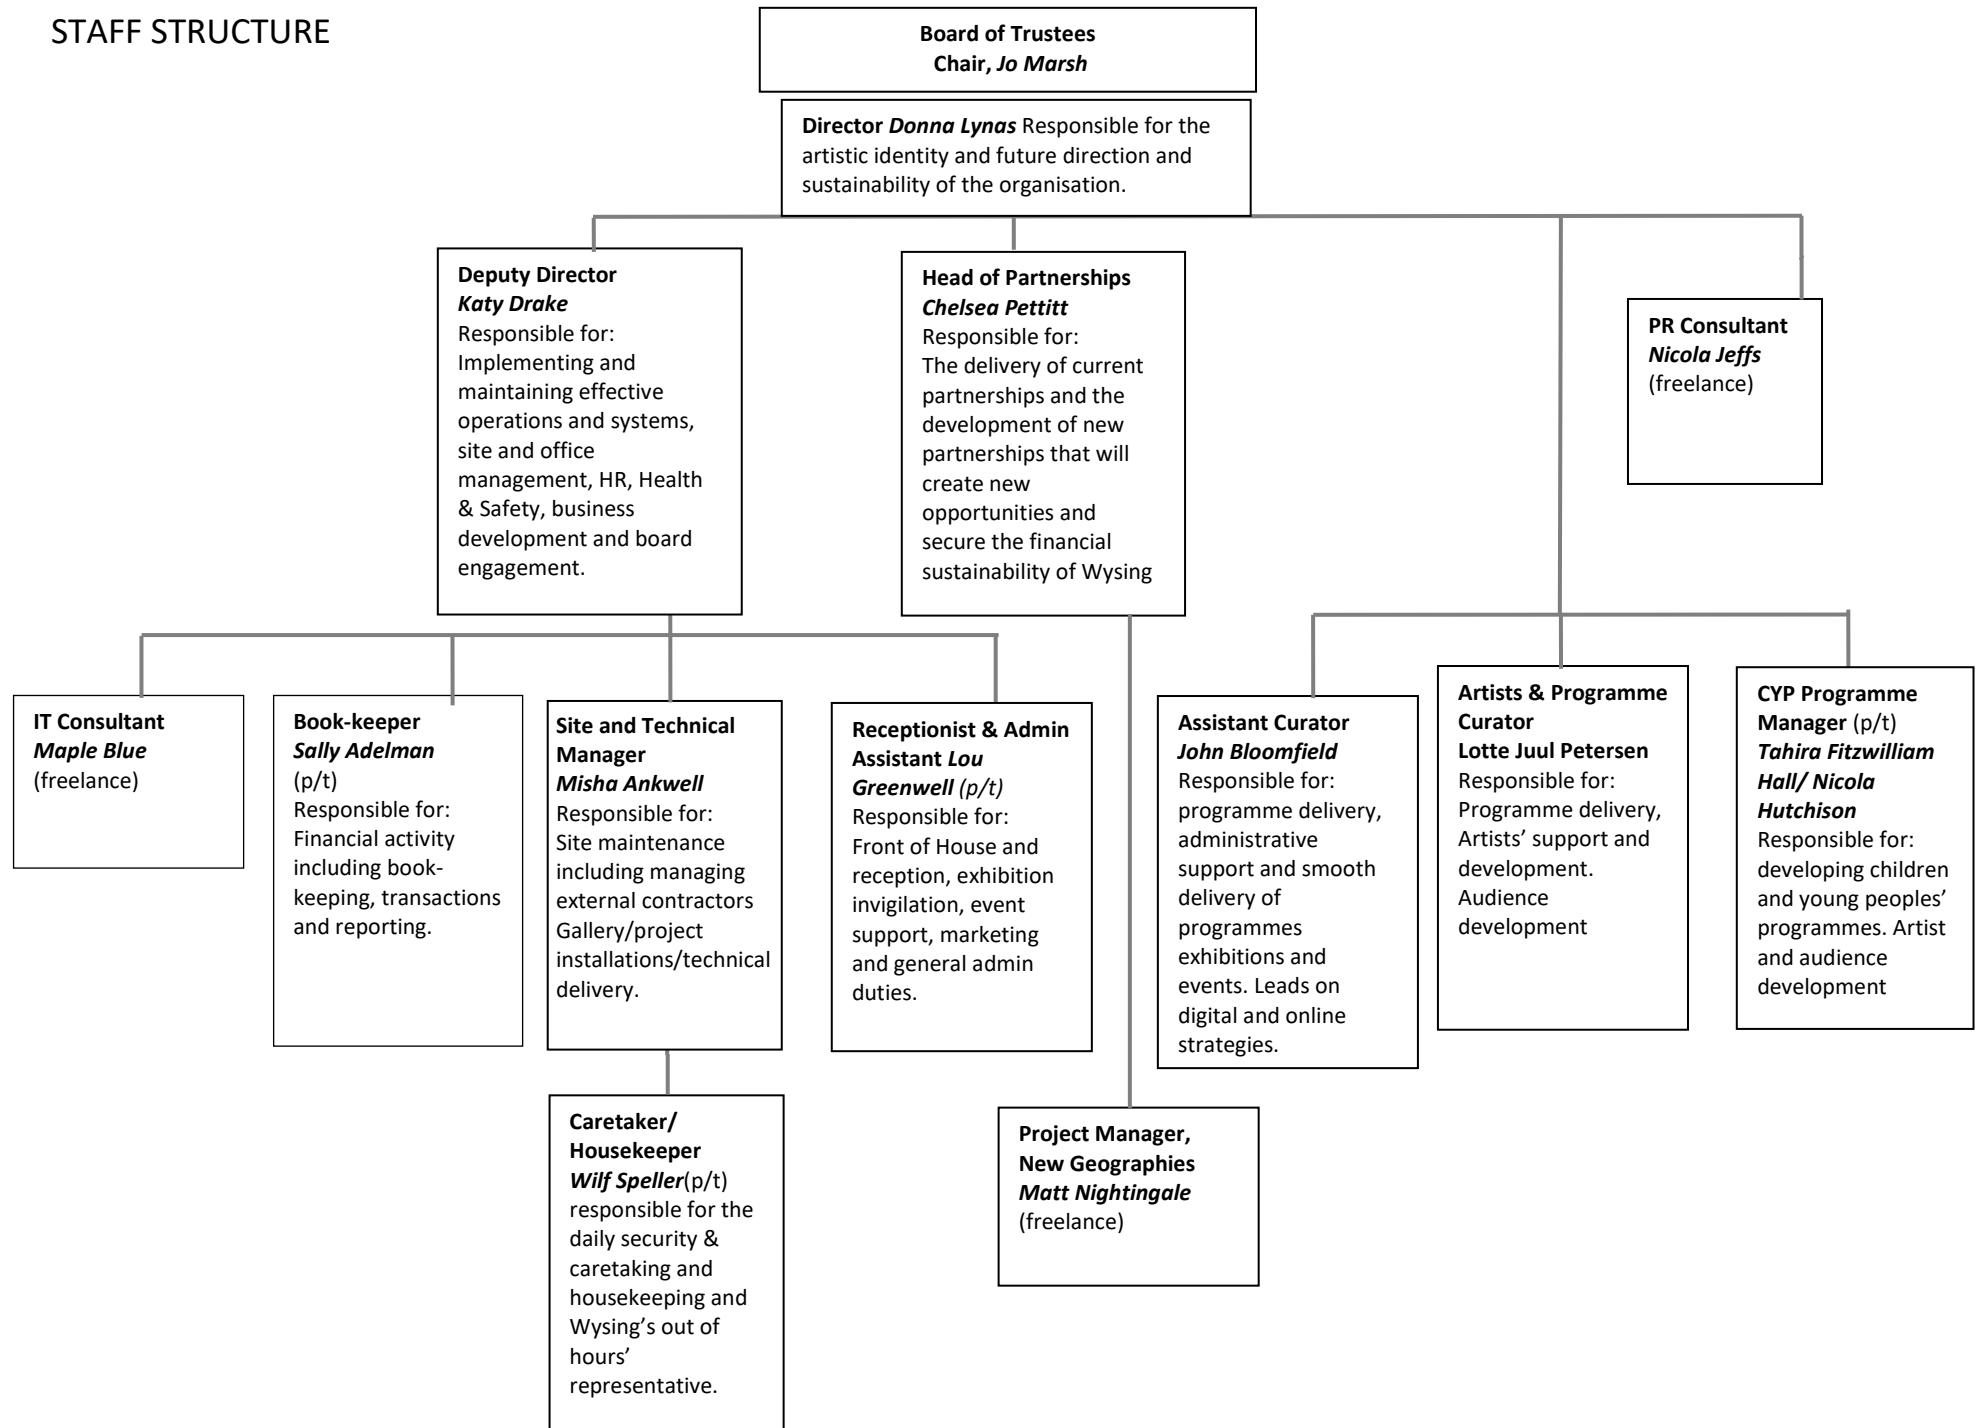 STAFF STRUCTURE
Board of Trustees
Chair, Jo Marsh
Director Donna Lynas Responsible for the
artistic identity and future direction and
sustainability of the organisation.
Deputy Director
Katy Drake
Responsible for:
Implementing and
maintaining effective
operations and systems,
site and office
management, HR, Health
& Safety, business
development and board
engagement.
Head of Partnerships
Chelsea Pettitt
Responsible for:
The delivery of current
partnerships and the
development of new
partnerships that will
create new
opportunities and
secure the financial
sustainability of Wysing
PR Consultant
Nicola Jeffs
(freelance)
IT Consultant
Maple Blue
(freelance)
Book-keeper
Sally Adelman
(p/t)
Responsible for:
Financial activity
including book-
keeping, transactions
and reporting.
Site and Technical
Manager
Misha Ankwell
Responsible for:
Site maintenance
including managing
external contractors
Gallery/project
installations/technical
delivery.
Receptionist & Admin
Assistant Lou
Greenwell (p/t)
Responsible for:
Front of House and
reception, exhibition
invigilation, event
support, marketing
and general admin
duties.
Assistant Curator
John Bloomfield
Responsible for:
programme delivery,
administrative
support and smooth
delivery of
programmes
exhibitions and
events. Leads on
digital and online
strategies.
Artists & Programme
Curator
Lotte Juul Petersen
Responsible for:
Programme delivery,
Artists’ support and
development.
Audience
development
CYP Programme
Manager (p/t)
Tahira Fitzwilliam
Hall/ Nicola
Hutchison
Responsible for:
developing children
and young peoples’
programmes. Artist
and audience
development
Caretaker/
Housekeeper
Wilf Speller(p/t)
responsible for the
daily security &
caretaking and
housekeeping and
Wysing’s out of
hours’
representative.
Project Manager,
New Geographies
Matt Nightingale
(freelance)